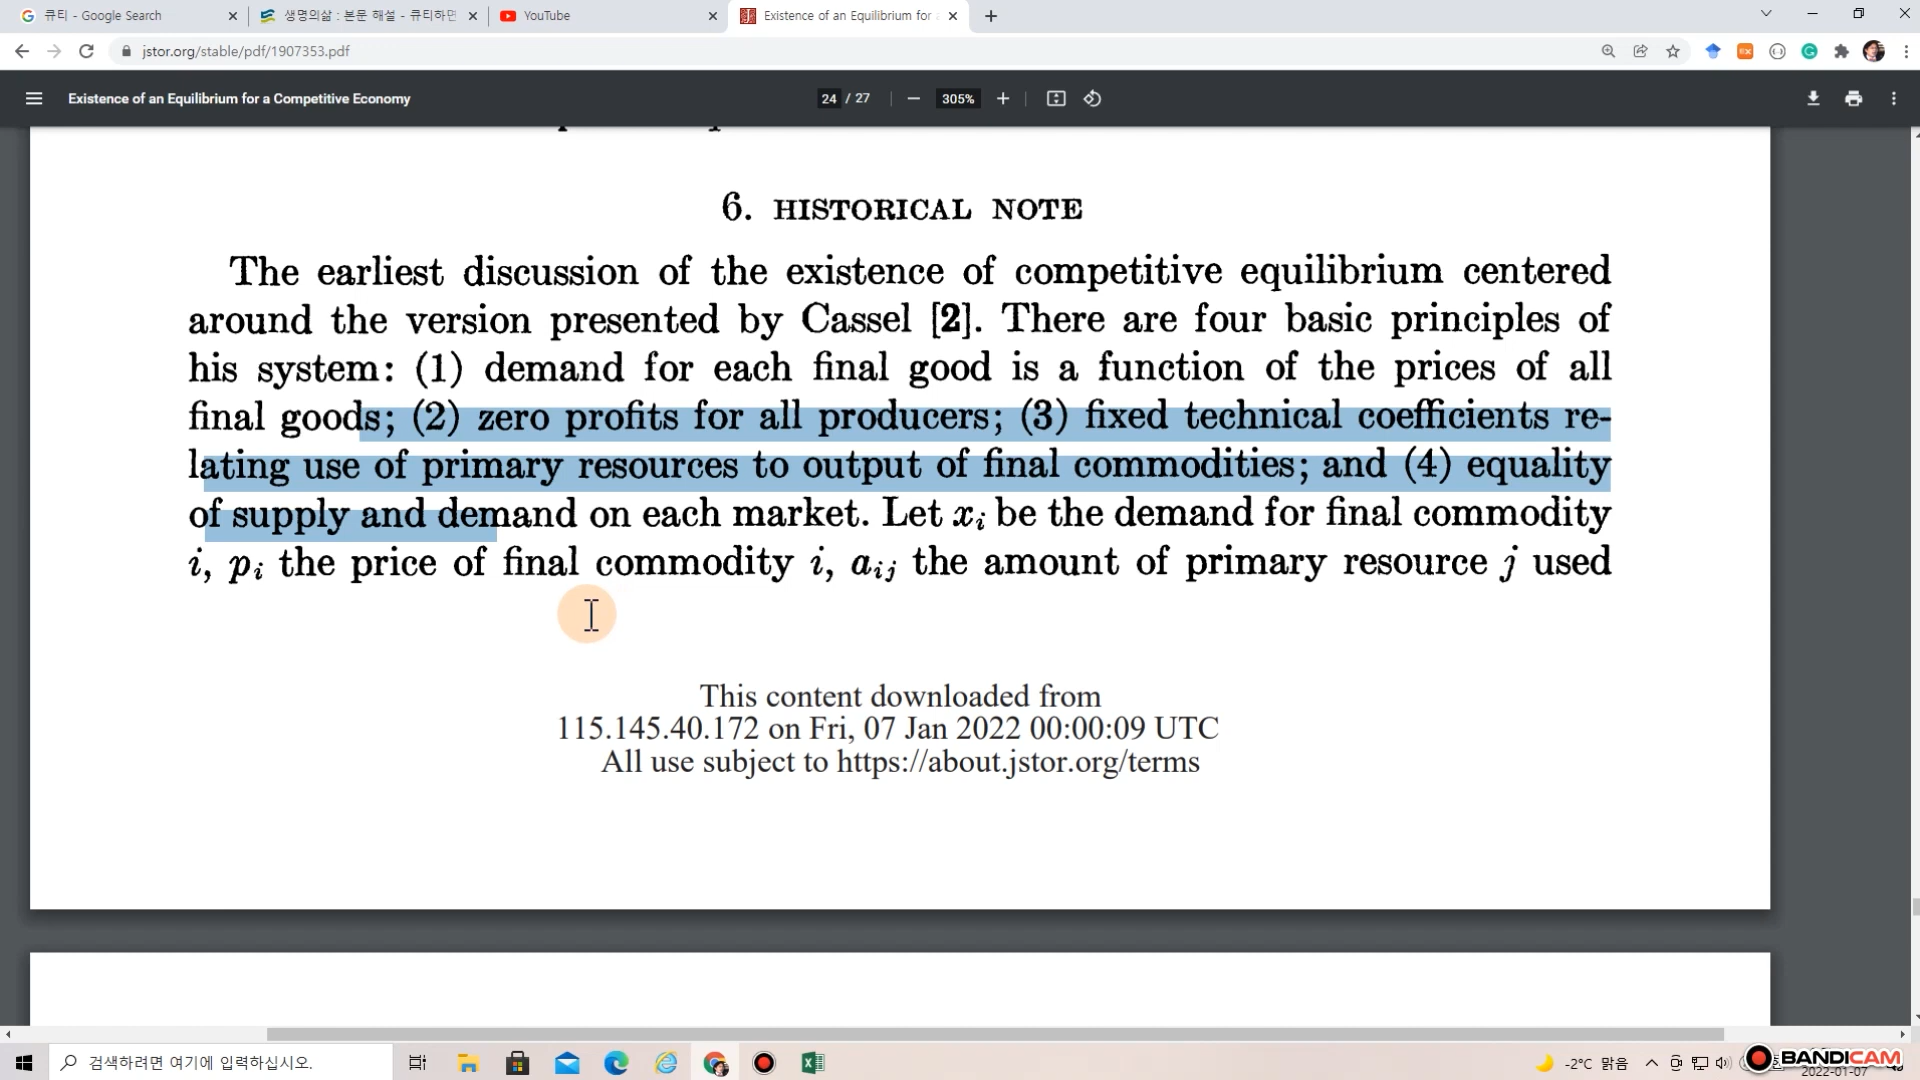 큐티 - Google Search
생명의삶 : 본문 해설 - 큐티하면
YouTube
Existence of an Equilibrium for a
jstor.org/stable/pdf/1907353.pdf
Existence of an Equilibrium for a Competitive Economy
24 / 27
305%
6. HISTORICAL NOTE
The earliest discussion of the existence of competitive equilibrium centered
around the version presented by Cassel [2]. There are four basic principles of
his system: (1) demand for each final good is a function of the prices of all
final goods; (2) zero profits for all producers; (3) fixed technical coefficients re-
lating use of primary resources to output of final commodities; and (4) equality
of supply and demand on each market. Let xᵢ be the demand for final commodity
i, pᵢ the price of final commodity i, aᵢⱼ the amount of primary resource j used
This content downloaded from
115.145.40.172 on Fri, 07 Jan 2022 00:00:09 UTC
All use subject to https://about.jstor.org/terms
검색하려면 여기에 입력하십시오.
-2°C 맑음
BANDICAM
2022-01-07